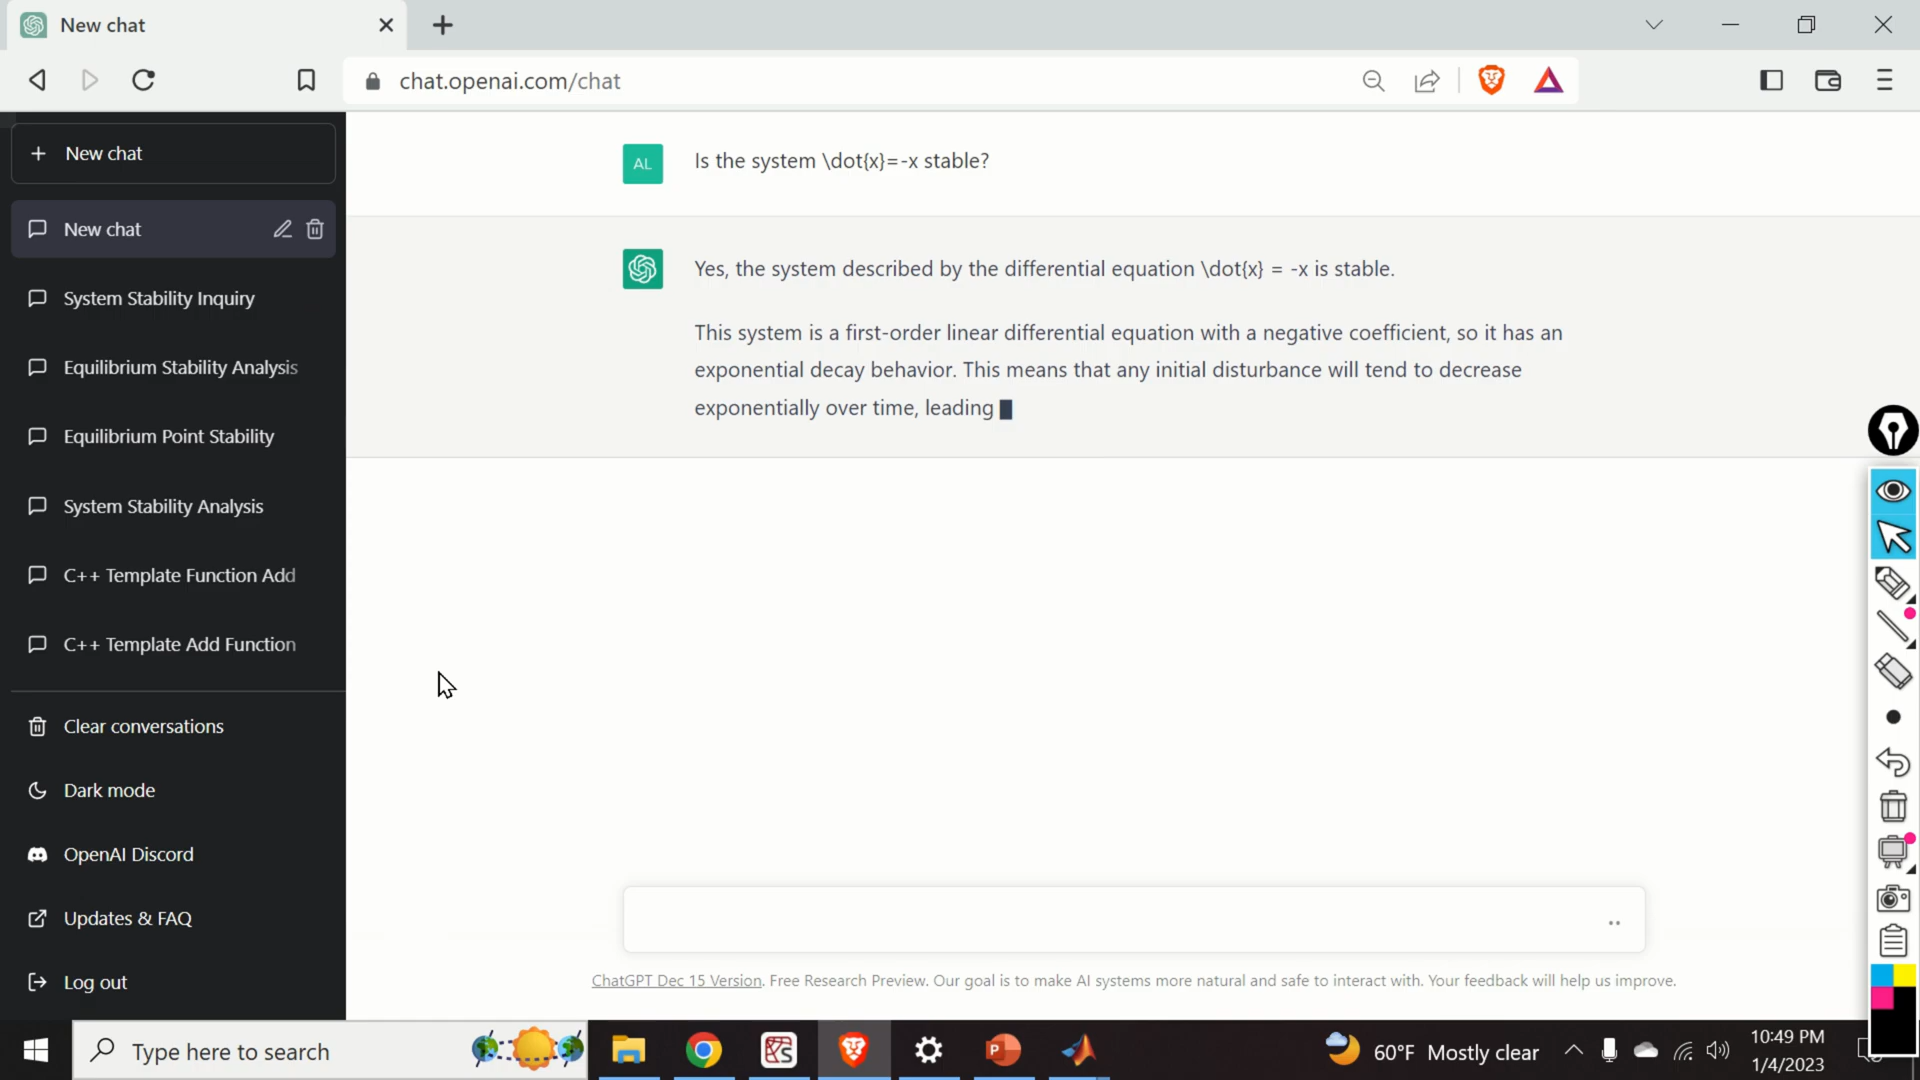 New chat
chat.openai.com/chat
New chat
New chat
System Stability Inquiry
Equilibrium Stability Analysis
Equilibrium Point Stability
System Stability Analysis
C++ Template Function Add
C++ Template Add Function
Clear conversations
Dark mode
OpenAI Discord
Updates & FAQ
Log out
AL
Is the system \dot{x}=-x stable?
Yes, the system described by the differential equation \dot{x} = -x is stable.
This system is a first-order linear differential equation with a negative coefficient, so it has an
exponential decay behavior. This means that any initial disturbance will tend to decrease
exponentially over time, leading
ChatGPT Dec 15 Version. Free Research Preview. Our goal is to make AI systems more natural and safe to interact with. Your feedback will help us improve.
Type here to search
60°F Mostly clear
10:49 PM
1/4/2023